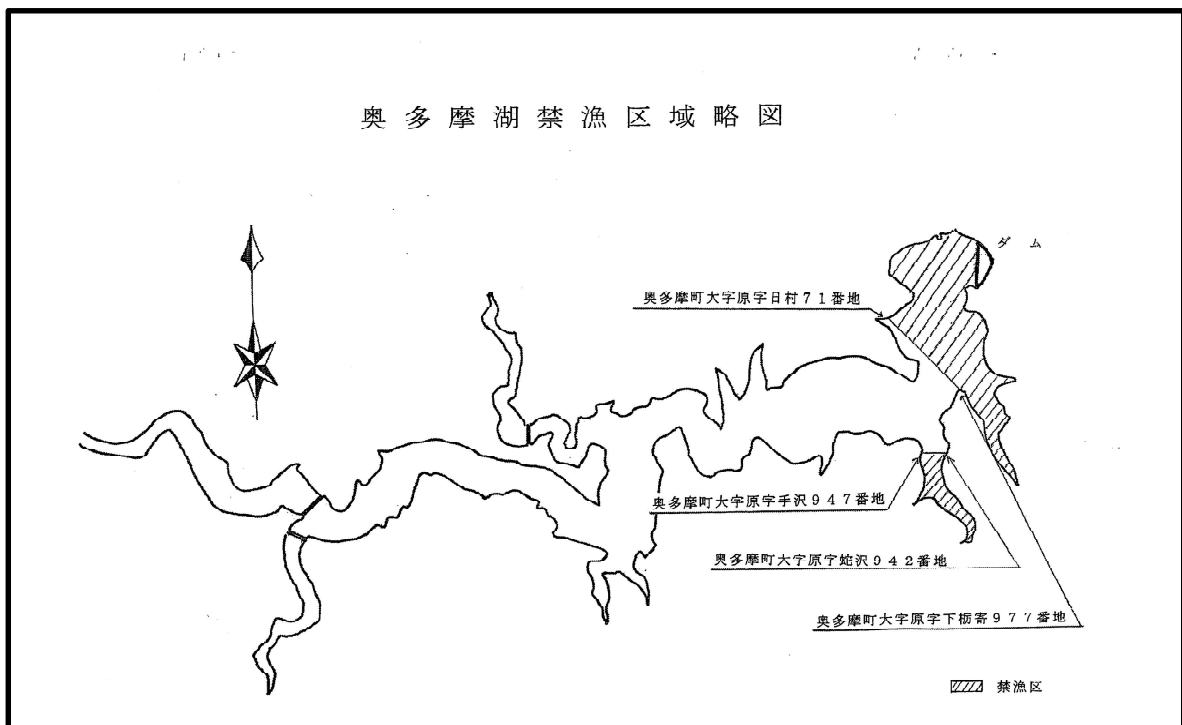 奥多摩湖禁漁区域略図
ダム
奥多摩町大字原字日村71番地
奥多摩町大字原字手沢947番地
奥多摩町大字原字蛇沢942番地
奥多摩町大字原字下栃寄977番地
禁漁区